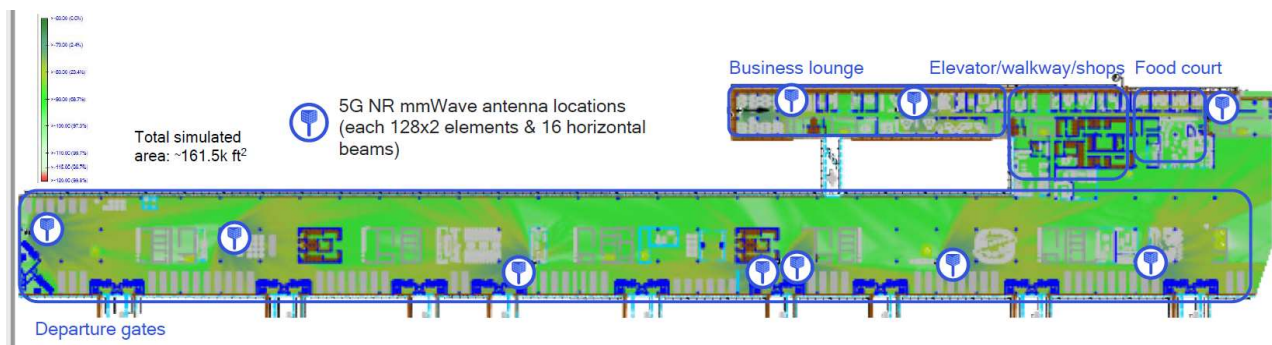 Business lounge
Elevator/walkway/shops
Food court
5G NR mmWave antenna locations
(each 128x2 elements & 16 horizontal
beams)
Total simulated
area: ~161.5k ft2
Departure gates